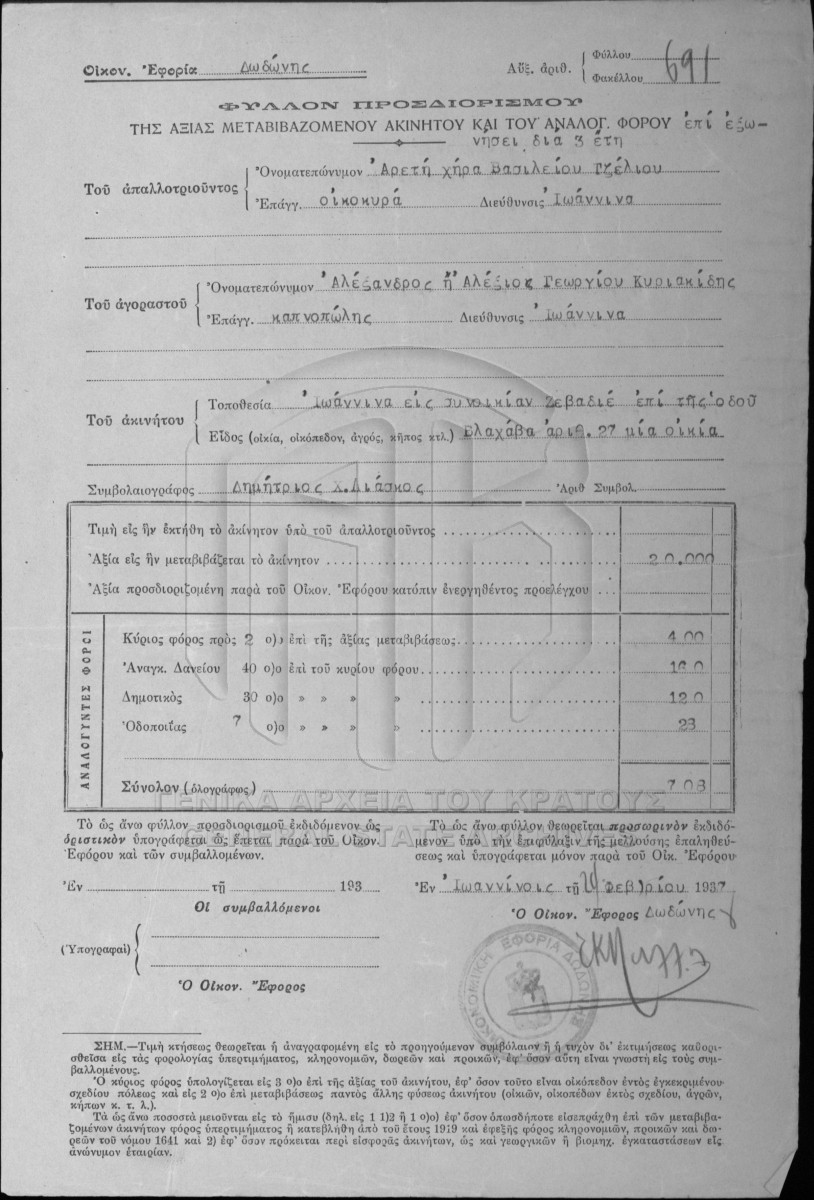 Οἰκον. Ἐφορία Δωδώνης
Αὔξ. ἀριθ. { Φύλλου
Φακέλλου 691
ΦΥΛΛΟΝ ΠΡΟΣΔΙΟΡΙΣΜΟΥ
ΤΗΣ ΑΞΙΑΣ ΜΕΤΑΒΙΒΑΖΟΜΕΝΟΥ ΑΚΙΝΗΤΟΥ ΚΑΙ ΤΟΥ ΑΝΑΛΟΓ. ΦΟΡΟΥ ἐπί ἐξω-
νήσει διά 3 ἔτη
Τοῦ ἀπαλλοτριοῦντος
Ὀνοματεπώνυμον Ἀρετή χήρα Βασιλείου Τζέλιου
Ἐπάγγ. οἰκοκυρά Διεύθυνσις Ἰωάννινα
Τοῦ ἀγοραστοῦ
Ὀνοματεπώνυμον Ἀλέξανδρος ἤ Ἀλέξιος Γεωργίου Κυριακίδης
Ἐπάγγ. καπνοπώλης Διεύθυνσις Ἰωάννινα
Τοῦ ἀκινήτου
Τοποθεσία Ἰωάννινα εἰς συνοικίαν Ζεβαδιέ ἐπί τῆς ὁδοῦ
Εἶδος (οἰκία, οἰκόπεδον, ἀγρός, κῆπος κτλ.) Βλαχάβα ἀριθ. 27 μία οἰκία
Συμβολαιογράφος Δημήτριος Χ. Διάσκος Ἀριθ Συμβολ.
Τιμὴ εἰς ἣν ἐκτήθη τὸ ἀκίνητον ὑπὸ τοῦ ἀπαλλοτριοῦντος
Ἀξία εἰς ἣν μεταβιβάζεται τὸ ἀκίνητον 20.000
Ἀξία προσδιοριζομένη παρὰ τοῦ Οἰκον. Ἐφόρου κατόπιν ἐνεργηθέντος προελέγχου
ΑΝΑΛΟΓΟΥΝΤΕΣ ΦΟΡΟΙ
Κύριος φόρος πρὸς 2 ο)ο ἐπὶ τῆς ἀξίας μεταβιβάσεως 400
Ἀναγκ. Δανείου 40 ο)ο ἐπὶ τοῦ κυρίου φόρου 160
Δημοτικὸς 30 ο)ο » » » » 120
Ὁδοποιΐας 7 ο)ο » » » » 28
Σύνολον (ὁλογράφως) 708
ΓΕΝΙΚΑ ΑΡΧΕΙΑ ΤΟΥ ΚΡΑΤΟΥΣ
Τὸ ὡς ἄνω φύλλον προσδιορισμοῦ ἐκδιδόμενον ὡς
ὁριστικὸν ὑπογράφεται ὡς ἕπεται παρὰ τοῦ Οἰκον.
Ἐφόρου καὶ τῶν συμβαλλομένων.
Ἐν τῇ 193
Οἱ συμβαλλόμενοι
(Ὑπογραφαὶ)
Ὁ Οἰκον. Ἔφορος
Τὸ ὡς ἄνω φύλλον θεωρεῖται προσωρινὸν ἐκδιδό-
μενον ὑπὸ τὴν ἐπιφύλαξιν τῆς μελλούσης ἐπαληθεύ-
σεως καὶ ὑπογράφεται μόνον παρὰ τοῦ Οἰκ. Ἐφόρου
Ἐν Ἰωαννίνοις τῇ Φεβρίου 1937
Ὁ Οἰκον. Ἔφορος Δωδώνης
ΟΙΚΟΝΟΜΙΚΗ ΕΦΟΡΙΑ ΔΩΔΩΝΗΣ
ΣΗΜ.—Τιμὴ κτήσεως θεωρεῖται ἡ ἀναγραφομένη εἰς τὸ προηγούμενον συμβόλαιον ἢ ἡ τυχὸν δι' ἐκτιμήσεως καθορι-
σθεῖσα εἰς τὰς φορολογίας ὑπερτιμήματος, κληρονομιῶν, δωρεῶν καὶ προικῶν, ἐφ' ὅσον αὕτη εἶναι γνωστὴ εἰς τοὺς συμ-
βαλλομένους.
Ὁ κύριος φόρος ὑπολογίζεται εἰς 3 ο)ο ἐπὶ τῆς ἀξίας τοῦ ἀκινήτου, ἐφ' ὅσον τοῦτο εἶναι οἰκόπεδον ἐντὸς ἐγκεκριμένου
σχεδίου πόλεως καὶ εἰς 2 ο)ο ἐπὶ μεταβιβάσεως παντὸς ἄλλης φύσεως ἀκινήτου (οἰκιῶν, οἰκοπέδων ἐκτὸς σχεδίου, ἀγρῶν,
κήπων κ. τ. λ.).
Τὰ ὡς ἄνω ποσοστὰ μειοῦνται εἰς τὸ ἥμισυ (δηλ. εἰς 1 1)2 ἢ 1 ο)ο) ἐφ' ὅσον ὁπωσδήποτε εἰσεπράχθη ἐπὶ τῶν μεταβιβα-
ζομένων ἀκινήτων φόρος ὑπερτιμήματος ἢ κατεβλήθη ἀπὸ τοῦ ἔτους 1919 καὶ ἐφεξῆς φόρος κληρονομιῶν, προικῶν καὶ δω-
ρεῶν τοῦ νόμου 1641 καὶ 2) ἐφ' ὅσον πρόκειται περὶ εἰσφορᾶς ἀκινήτων, ὡς καὶ γεωργικῶν ἢ βιομηχ. ἐγκαταστάσεων εἰς
ἀνώνυμον ἑταιρίαν.